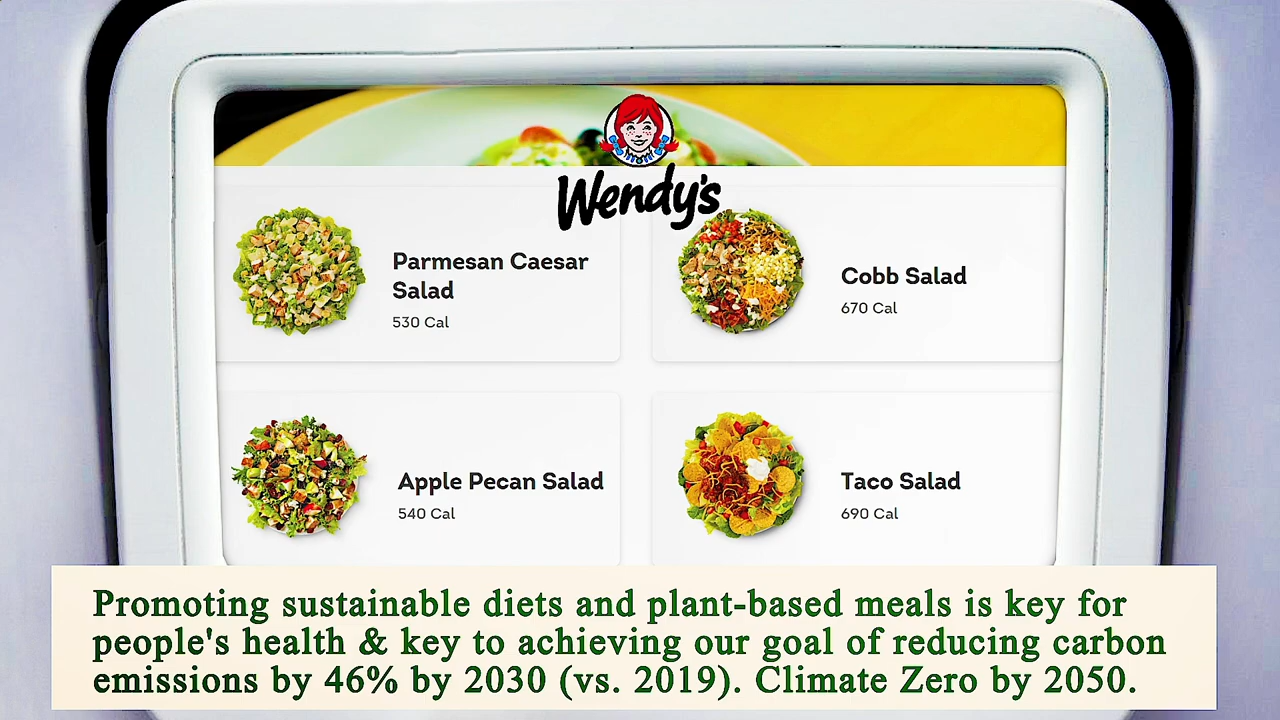 Wendy's
Parmesan Caesar
Salad
530 Cal
Cobb Salad
670 Cal
Apple Pecan Salad
540 Cal
Taco Salad
690 Cal
Promoting sustainable diets and plant-based meals is key for
people's health & key to achieving our goal of reducing carbon
emissions by 46% by 2030 (vs. 2019). Climate Zero by 2050.